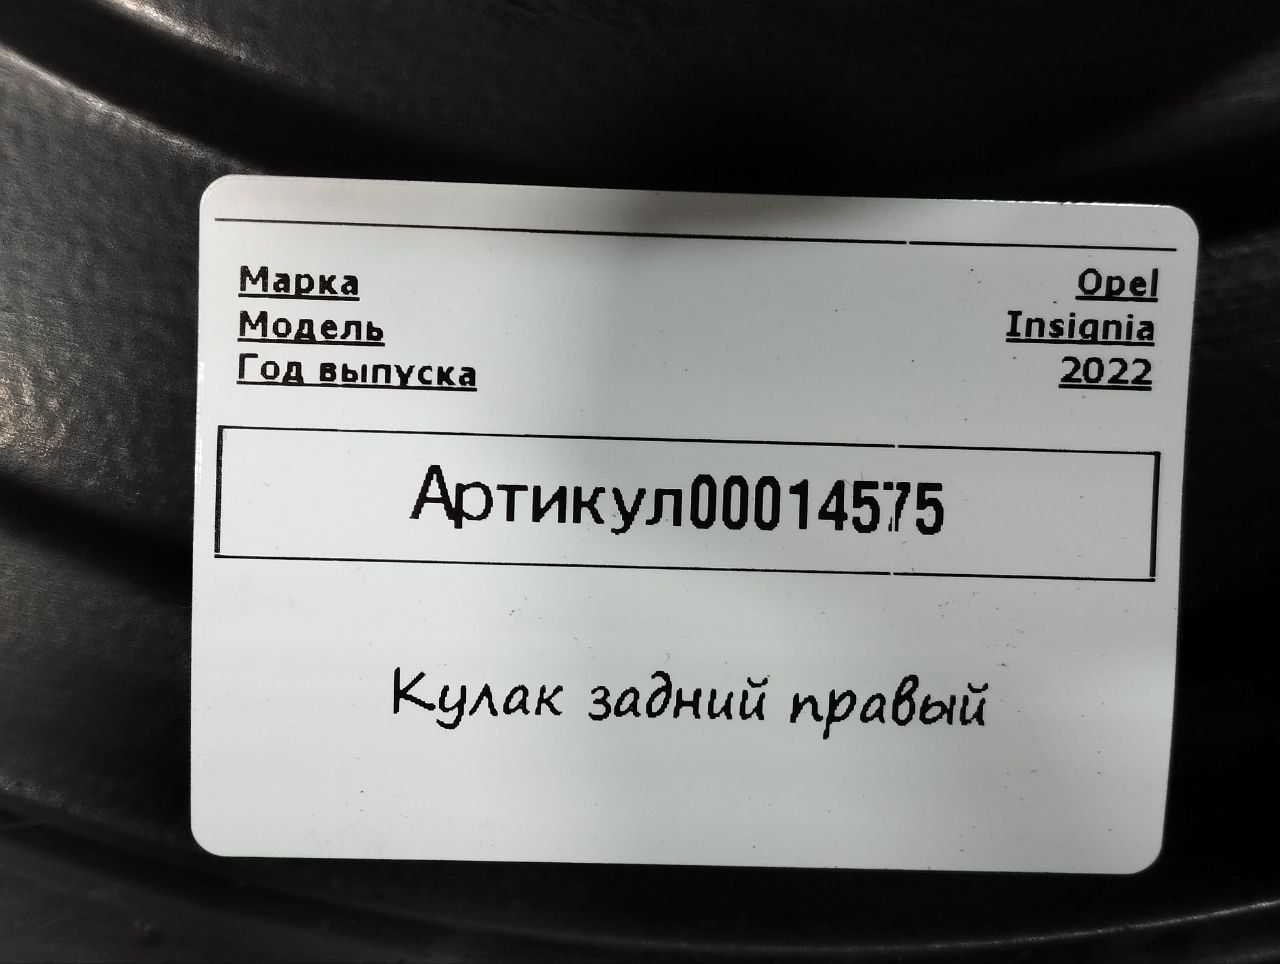 Марка Opel
Модель Insignia
Год выпуска 2022
Артикул00014575
Кулак задний правый